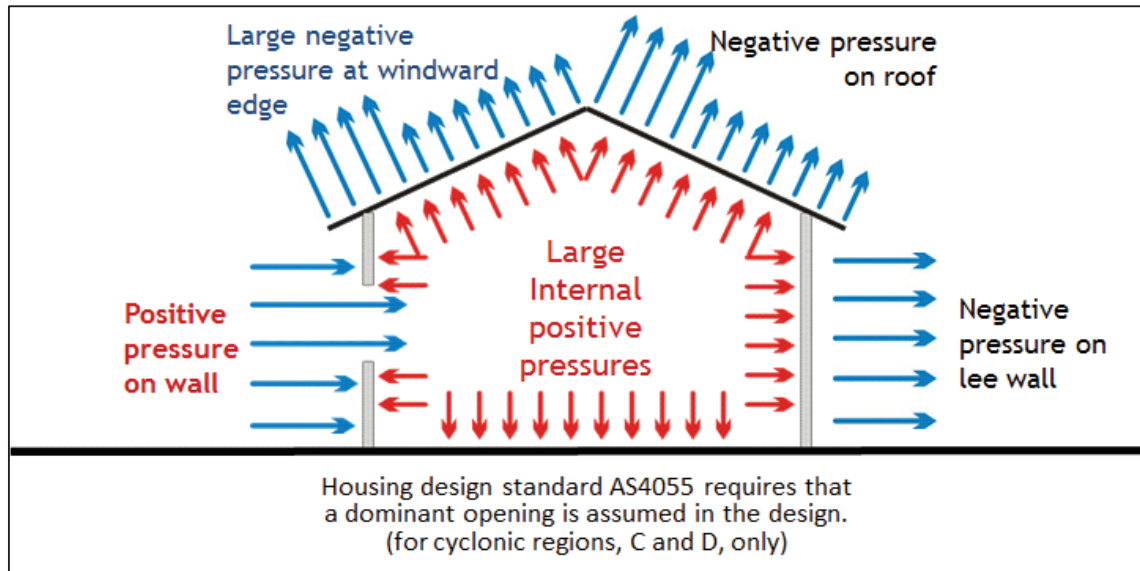 Large negative
pressure at windward
edge
Negative pressure
on roof
Positive
pressure
on wall
Large
Internal
positive
pressures
Negative
pressure on
lee wall
Housing design standard AS4055 requires that
a dominant opening is assumed in the design.
(for cyclonic regions, C and D, only)